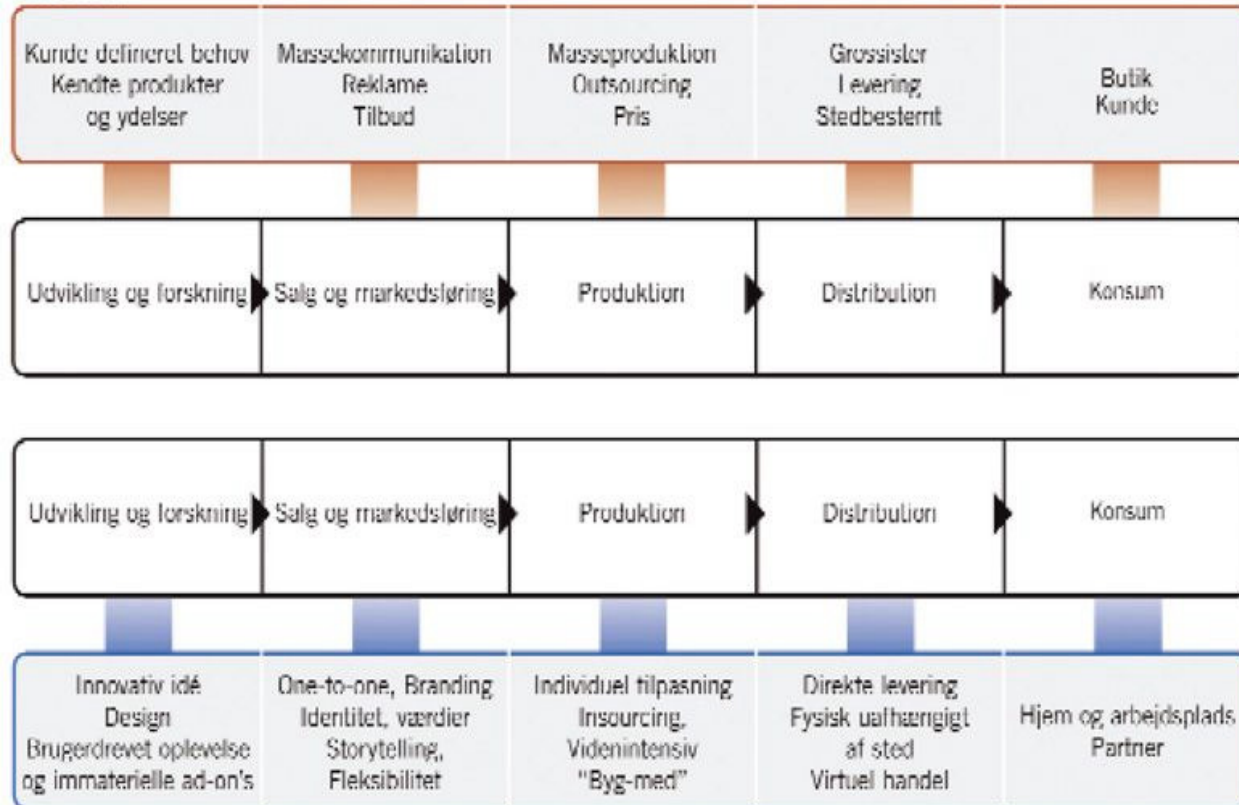 Kunde defineret behov
Kendte produkter
og ydelser
Massekommunikation
Reklame
Tilbud
Masseproduktion
Outsourcing
Pris
Grossister
Levering
Stedbestemt
Butik
Kunde
Udvikling og forskning
Salg og markedsføring
Produktion
Distribution
Konsum
Udvikling og forskning
Salg og markedsføring
Produktion
Distribution
Konsum
Innovativ idé
Design
Brugerdrevet oplevelse
og immaterielle ad-on's
One-to-one, Branding
Identitet, værdier
Storytelling,
Fleksibilitet
Individuel tilpasning
Insourcing,
Videnintensiv
"Byg-med"
Direkte levering
Fysisk uafhængigt
af sted
Virtuel handel
Hjem og arbejdsplads
Partner